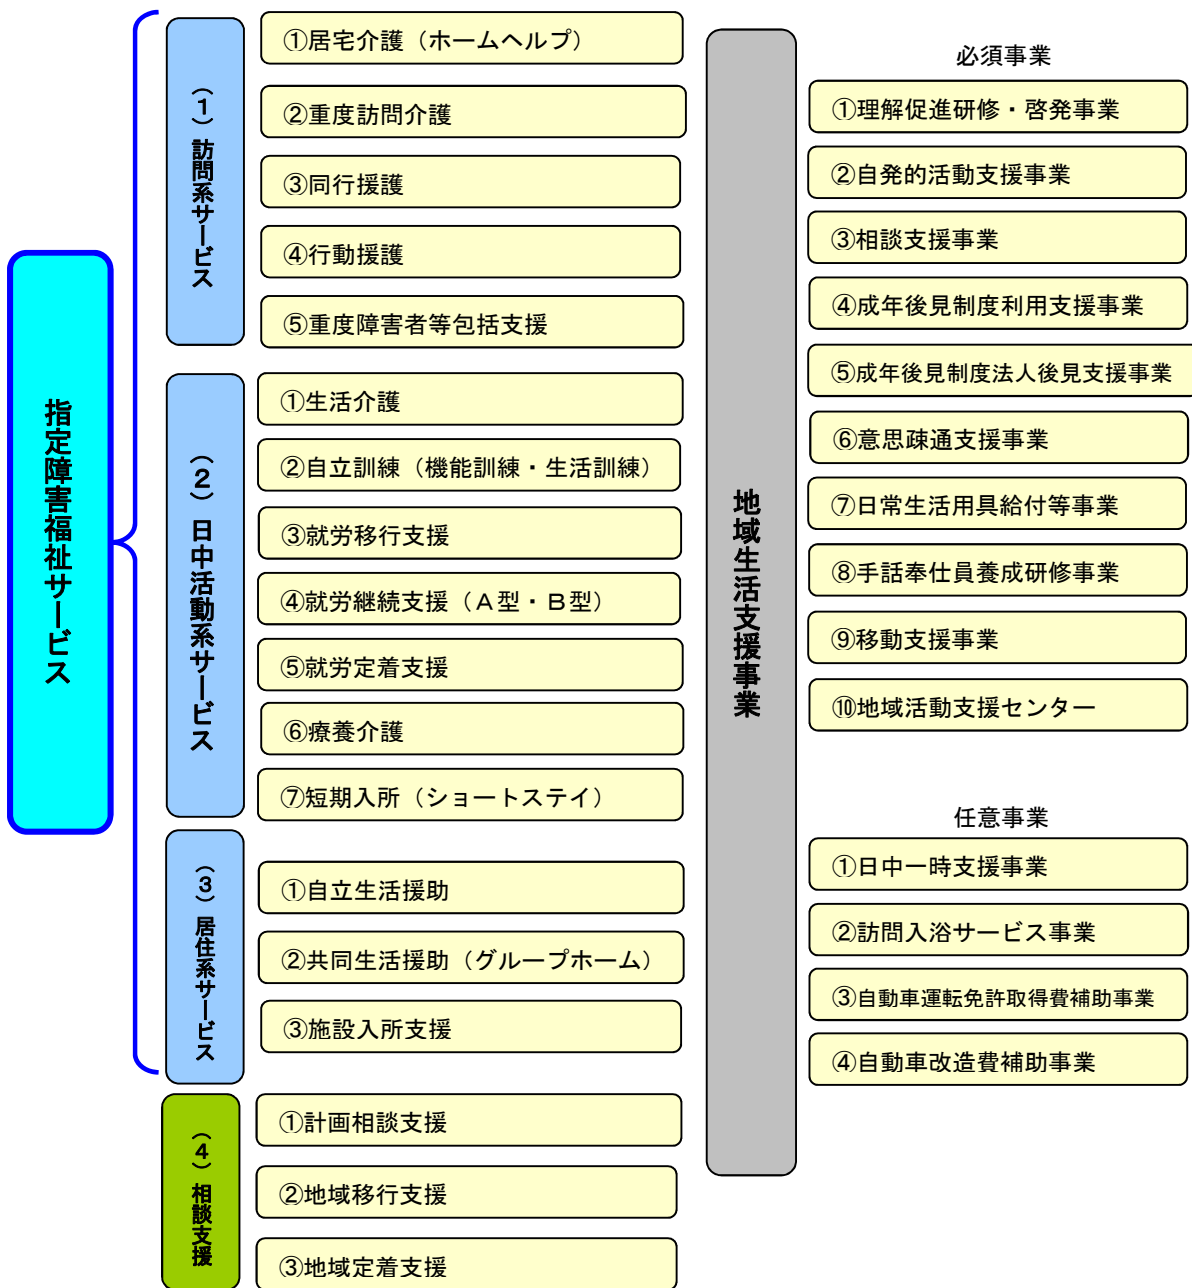 指定障害福祉サービス
（１）訪問系サービス
①居宅介護（ホームヘルプ）
②重度訪問介護
③同行援護
④行動援護
⑤重度障害者等包括支援
（２）日中活動系サービス
①生活介護
②自立訓練（機能訓練・生活訓練）
③就労移行支援
④就労継続支援（Ａ型・Ｂ型）
⑤就労定着支援
⑥療養介護
⑦短期入所（ショートステイ）
（３）居住系サービス
①自立生活援助
②共同生活援助（グループホーム）
③施設入所支援
（４）相談支援
①計画相談支援
②地域移行支援
③地域定着支援
地域生活支援事業
必須事業
①理解促進研修・啓発事業
②自発的活動支援事業
③相談支援事業
④成年後見制度利用支援事業
⑤成年後見制度法人後見支援事業
⑥意思疎通支援事業
⑦日常生活用具給付等事業
⑧手話奉仕員養成研修事業
⑨移動支援事業
⑩地域活動支援センター
任意事業
①日中一時支援事業
②訪問入浴サービス事業
③自動車運転免許取得費補助事業
④自動車改造費補助事業